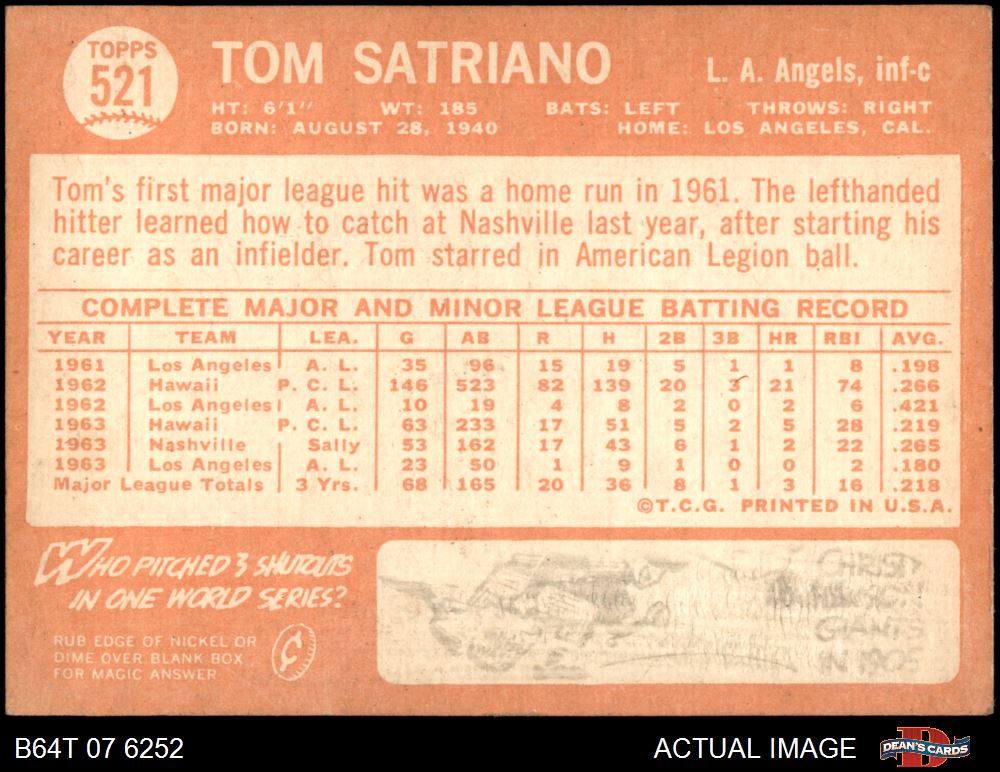 TOPPS
521
TOM SATRIANO
L. A. Angels, inf-c
HT: 6'1" WT: 185 BATS: LEFT THROWS: RIGHT
BORN: AUGUST 28, 1940 HOME: LOS ANGELES, CAL.
Tom's first major league hit was a home run in 1961. The lefthanded
hitter learned how to catch at Nashville last year, after starting his
career as an infielder. Tom starred in American Legion ball.
COMPLETE MAJOR AND MINOR LEAGUE BATTING RECORD
YEAR TEAM LEA. G AB R H 2B 3B HR RBI AVG.
1961 Los Angeles A. L. 35 96 15 19 5 1 1 8 .198
1962 Hawaii P. C. L. 146 523 82 139 20 3 21 74 .266
1962 Los Angeles A. L. 10 19 4 8 2 0 2 6 .421
1963 Hawaii P. C. L. 63 233 17 51 5 2 5 28 .219
1963 Nashville Sally 53 162 17 43 6 1 2 22 .265
1963 Los Angeles A. L. 23 50 1 9 1 0 0 2 .180
Major League Totals 3 Yrs. 68 165 20 36 8 1 3 16 .218
©T.C.G. PRINTED IN U.S.A.
WHO PITCHED 3 SHUTOUTS
IN ONE WORLD SERIES?
RUB EDGE OF NICKEL OR
DIME OVER BLANK BOX
FOR MAGIC ANSWER
¢
CHRISTY
GIANTS
IN 1905
B64T 07 6252
ACTUAL IMAGE
DEAN'S CARDS